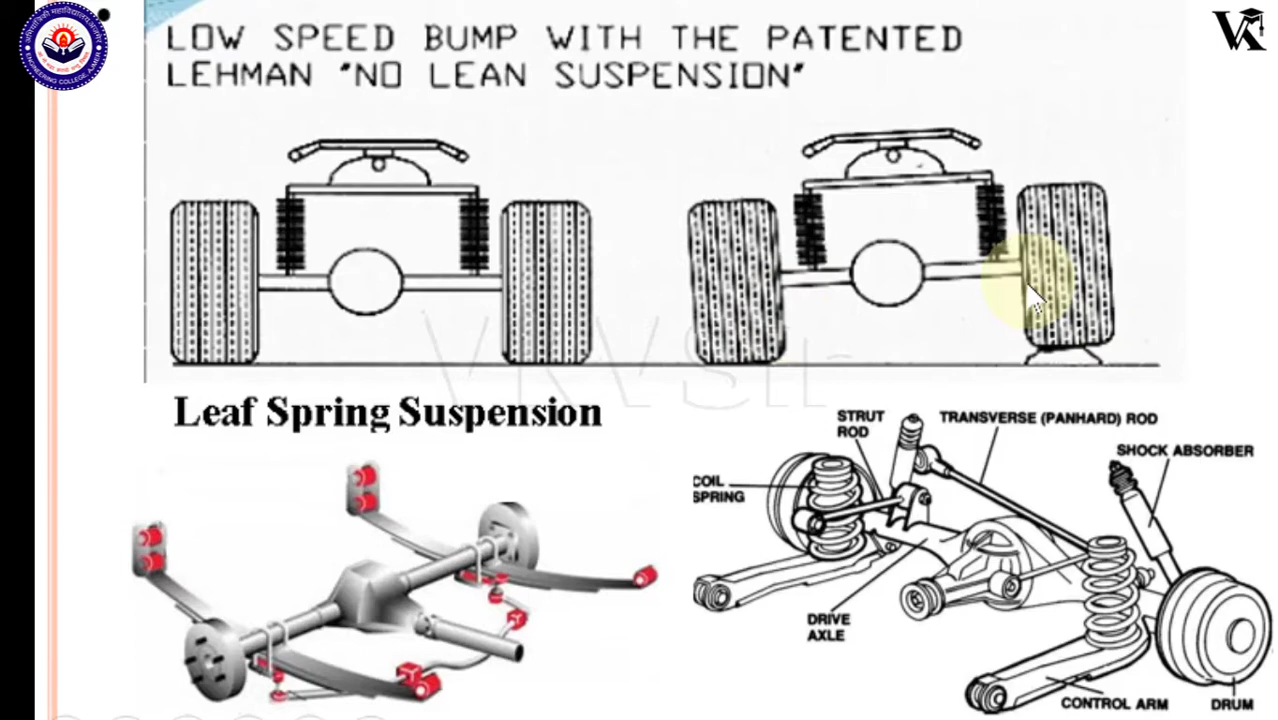 LOW SPEED BUMP WITH THE PATENTED
LEHMAN "NO LEAN SUSPENSION"
VKVSir
Leaf Spring Suspension
STRUT
ROD
TRANSVERSE (PANHARD) ROD
SHOCK ABSORBER
COIL
SPRING
DRIVE
AXLE
CONTROL ARM
DRUM